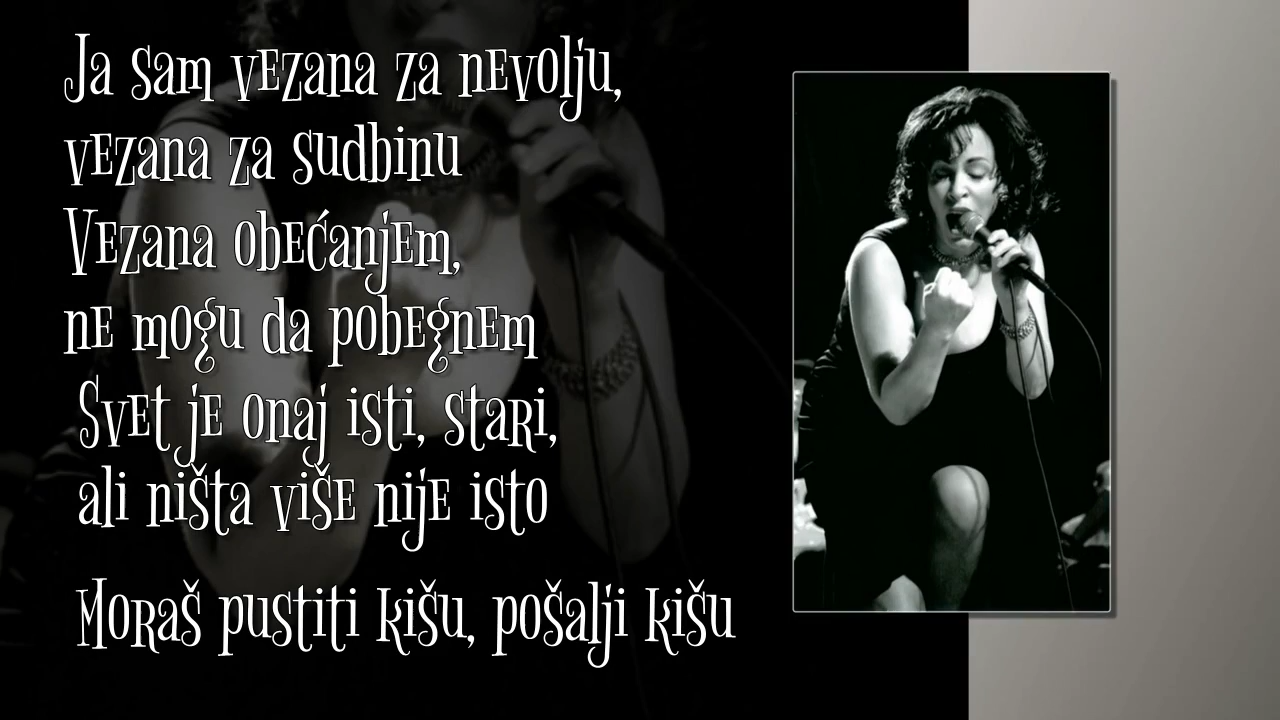 Ja sam vezana za nevolju,
vezana za sudbinu
Vezana obećanjem,
ne mogu da pobegnem
Svet je onaj isti, stari,
ali ništa više nije isto
Moraš pustiti kišu, pošalji kišu